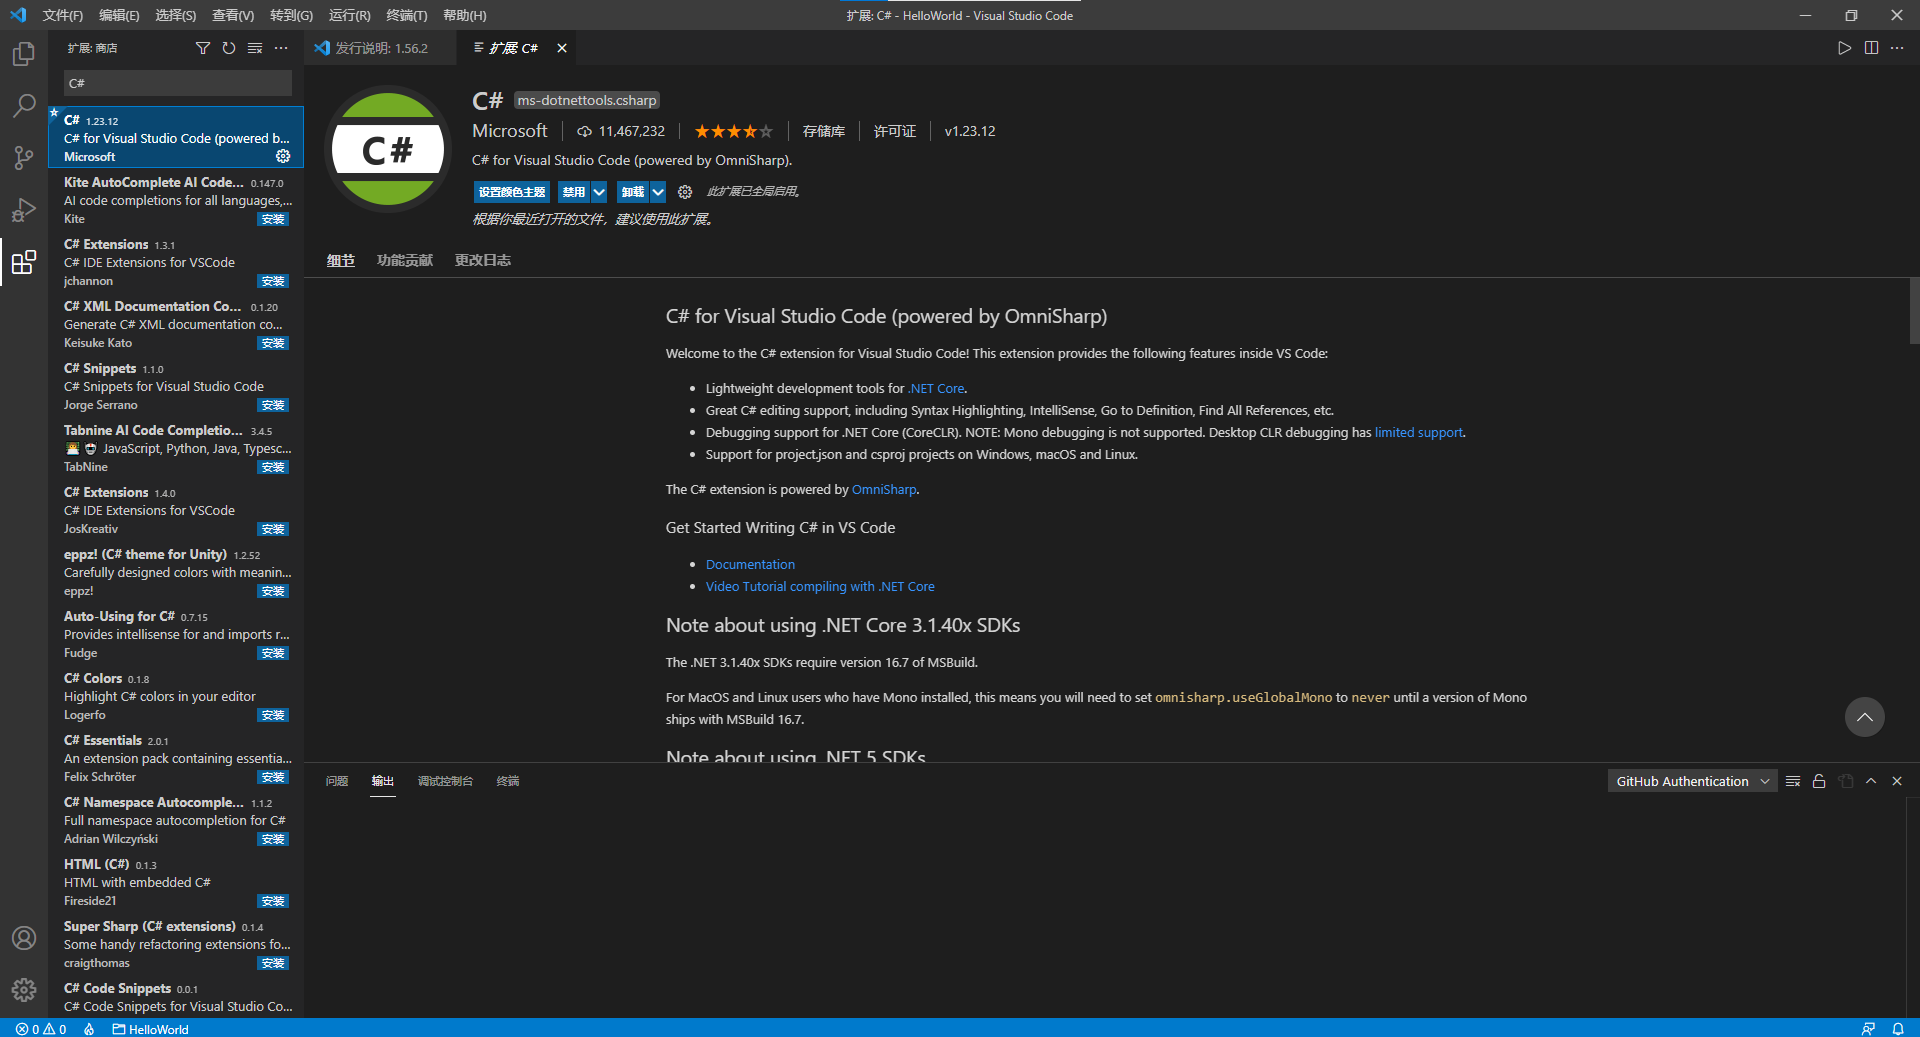 文件(F) 编辑(E) 选择(S) 查看(V) 转到(G) 运行(R) 终端(T) 帮助(H)
扩展: C# - HelloWorld - Visual Studio Code
扩展: 商店
C#
C# 1.23.12
C# for Visual Studio Code (powered b...
Microsoft
Kite AutoComplete AI Code... 0.147.0
AI code completions for all languages,...
Kite 安装
C# Extensions 1.3.1
C# IDE Extensions for VSCode
jchannon 安装
C# XML Documentation Co... 0.1.20
Generate C# XML documentation co...
Keisuke Kato 安装
C# Snippets 1.1.0
C# Snippets for Visual Studio Code
Jorge Serrano 安装
Tabnine AI Code Completio... 3.4.5
JavaScript, Python, Java, Typesc...
TabNine 安装
C# Extensions 1.4.0
C# IDE Extensions for VSCode
JosKreativ 安装
eppz! (C# theme for Unity) 1.2.52
Carefully designed colors with meanin...
eppz! 安装
Auto-Using for C# 0.7.15
Provides intellisense for and imports r...
Fudge 安装
C# Colors 0.1.8
Highlight C# colors in your editor
Logerfo 安装
C# Essentials 2.0.1
An extension pack containing essentia...
Felix Schröter 安装
C# Namespace Autocomple... 1.1.2
Full namespace autocompletion for C#
Adrian Wilczyński 安装
HTML (C#) 0.1.3
HTML with embedded C#
Fireside21 安装
Super Sharp (C# extensions) 0.1.4
Some handy refactoring extensions fo...
craigthomas 安装
C# Code Snippets 0.0.1
C# Code Snippets for Visual Studio Co...
发行说明: 1.56.2 扩展 C#
C#
C# ms-dotnettools.csharp
Microsoft 11,467,232 存储库 许可证 v1.23.12
C# for Visual Studio Code (powered by OmniSharp).
设置颜色主题 禁用 卸载 此扩展已全局启用。
根据你最近打开的文件，建议使用此扩展。
细节 功能贡献 更改日志
C# for Visual Studio Code (powered by OmniSharp)
Welcome to the C# extension for Visual Studio Code! This extension provides the following features inside VS Code:
• Lightweight development tools for .NET Core.
• Great C# editing support, including Syntax Highlighting, IntelliSense, Go to Definition, Find All References, etc.
• Debugging support for .NET Core (CoreCLR). NOTE: Mono debugging is not supported. Desktop CLR debugging has limited support.
• Support for project.json and csproj projects on Windows, macOS and Linux.
The C# extension is powered by OmniSharp.
Get Started Writing C# in VS Code
• Documentation
• Video Tutorial compiling with .NET Core
Note about using .NET Core 3.1.40x SDKs
The .NET 3.1.40x SDKs require version 16.7 of MSBuild.
For MacOS and Linux users who have Mono installed, this means you will need to set omnisharp.useGlobalMono to never until a version of Mono
ships with MSBuild 16.7.
Note about using .NET 5 SDKs
问题 输出 调试控制台 终端
GitHub Authentication
0 0 HelloWorld